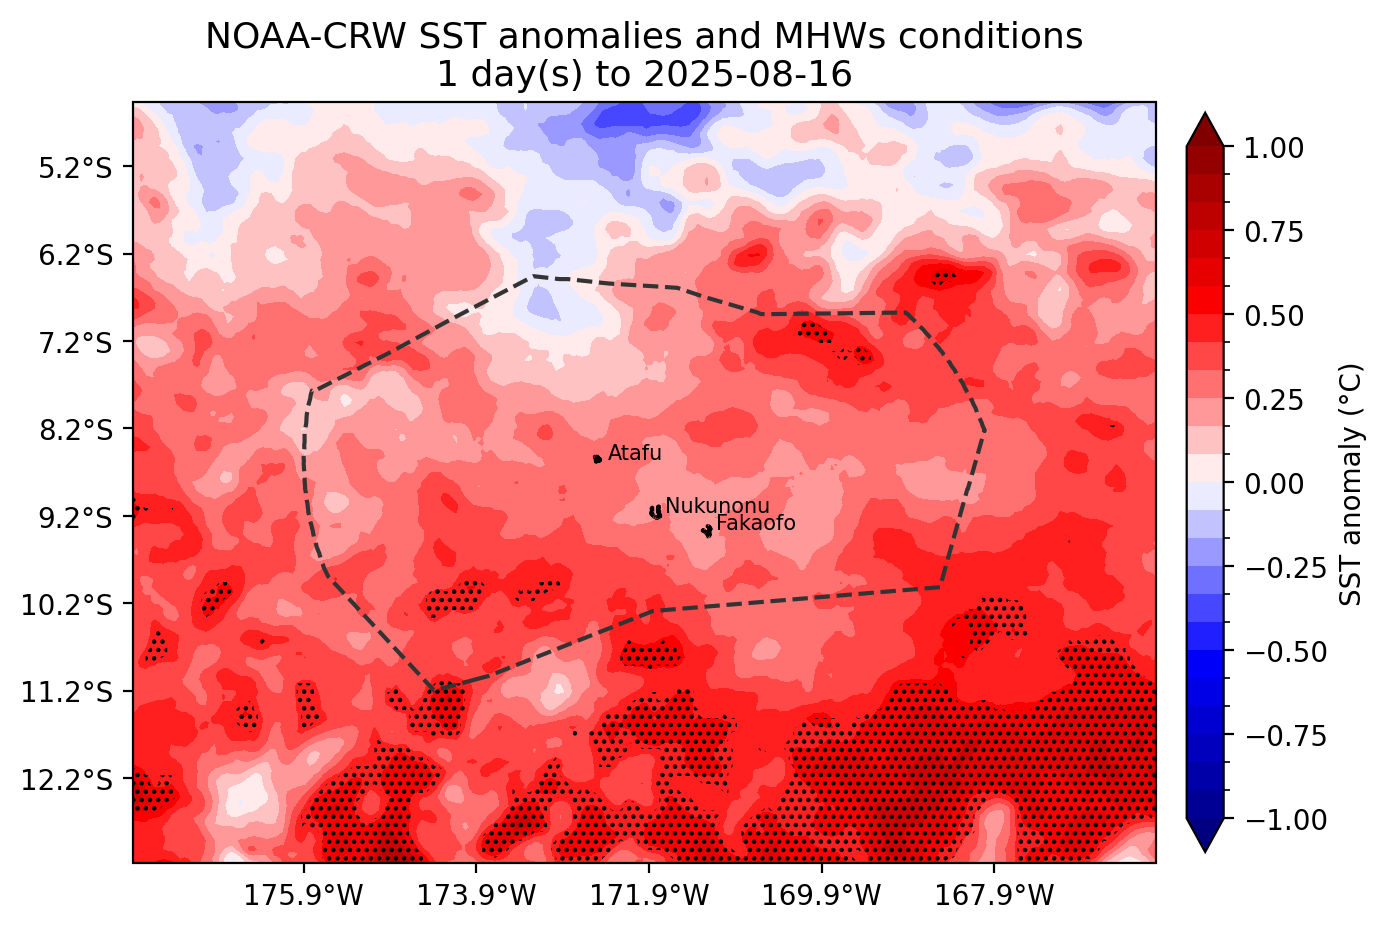 NOAA-CRW SST anomalies and MHWs conditions
1 day(s) to 2025-08-16
5.2°S
6.2°S
7.2°S
8.2°S
9.2°S
10.2°S
11.2°S
12.2°S
Atafu
Nukunonu
Fakaofo
175.9°W
173.9°W
171.9°W
169.9°W
167.9°W
1.00
0.75
0.50
0.25
0.00
−0.25
−0.50
−0.75
−1.00
SST anomaly (°C)